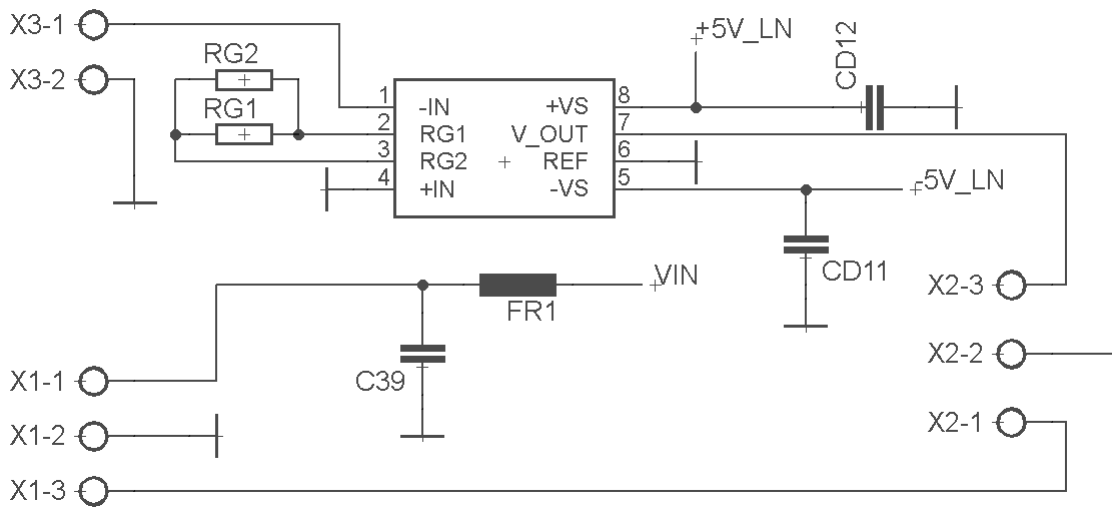 X3-1
X3-2
RG2
RG1
+5V_LN
CD12
1 -IN +VS 8
2 RG1 V_OUT 7
3 RG2 REF 6
4 +IN -VS 5
-5V_LN
CD11
VIN
FR1
C39
X2-3
X2-2
X2-1
X1-1
X1-2
X1-3